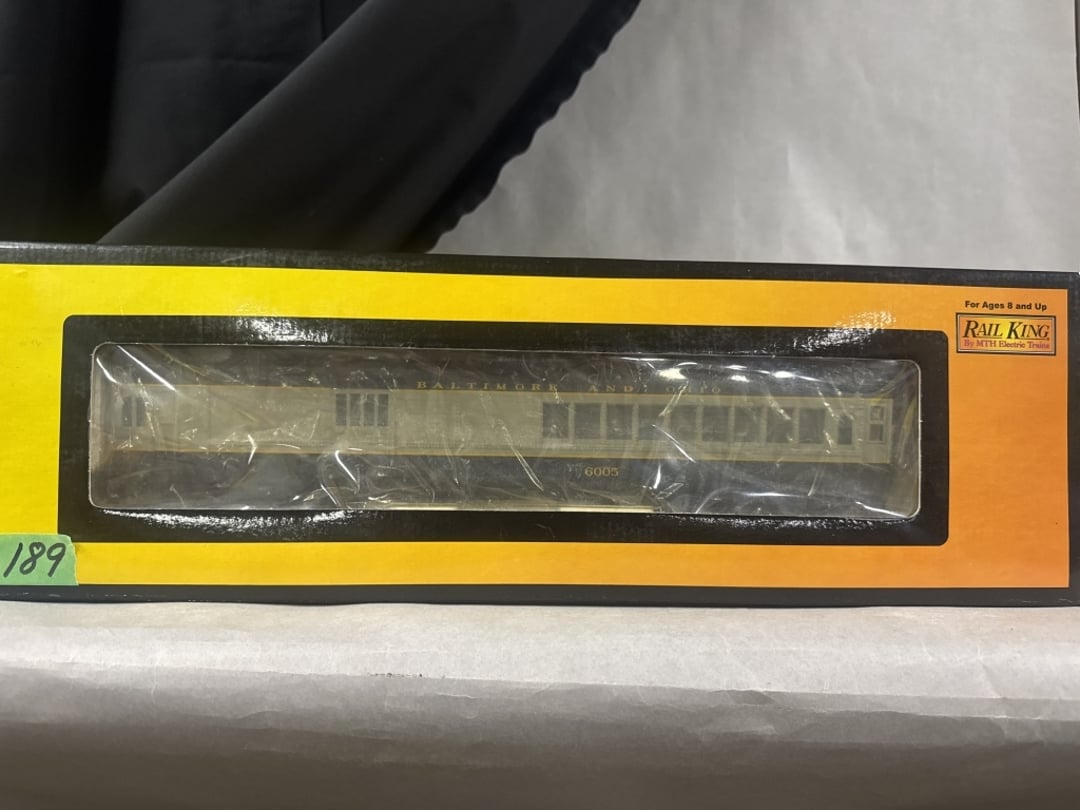 For Ages 8 and Up
RAIL KING
By MTH Electric Trains
BALTIMORE AND OHIO
6005
189